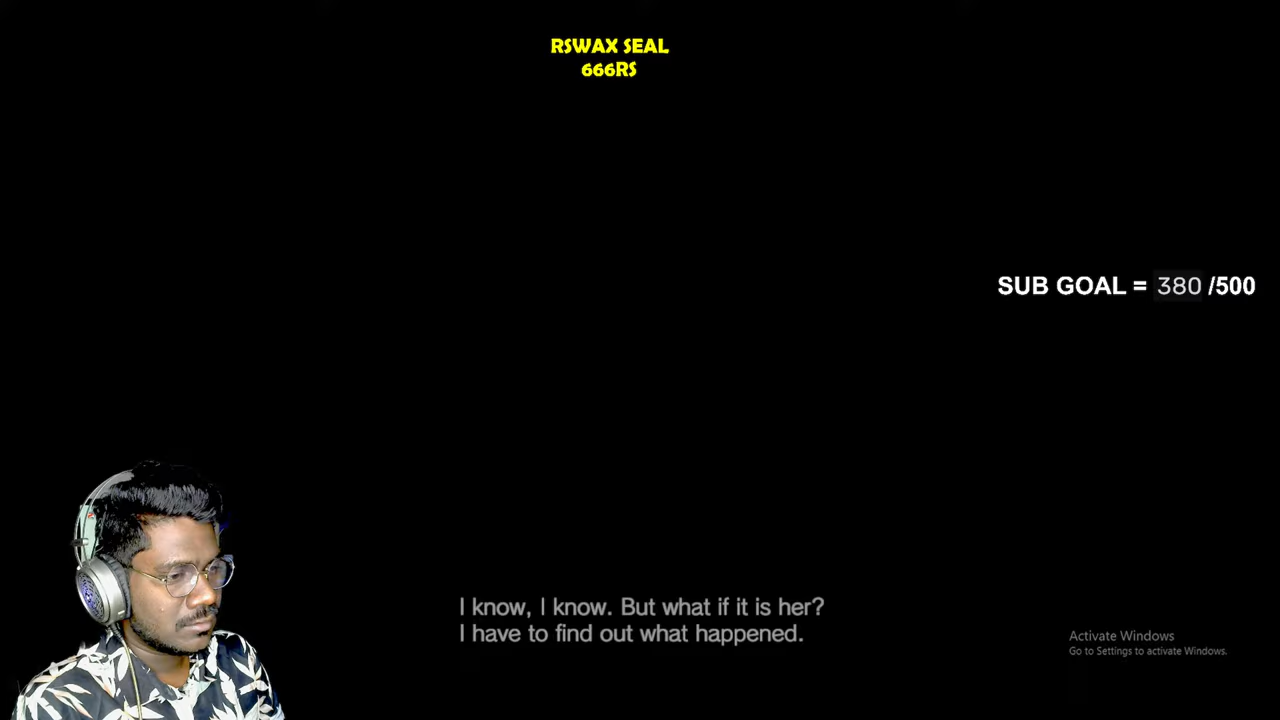 RSWAX SEAL
666RS
SUB GOAL = 380 /500
I know, I know. But what if it is her?
I have to find out what happened.
Activate Windows
Go to Settings to activate Windows.